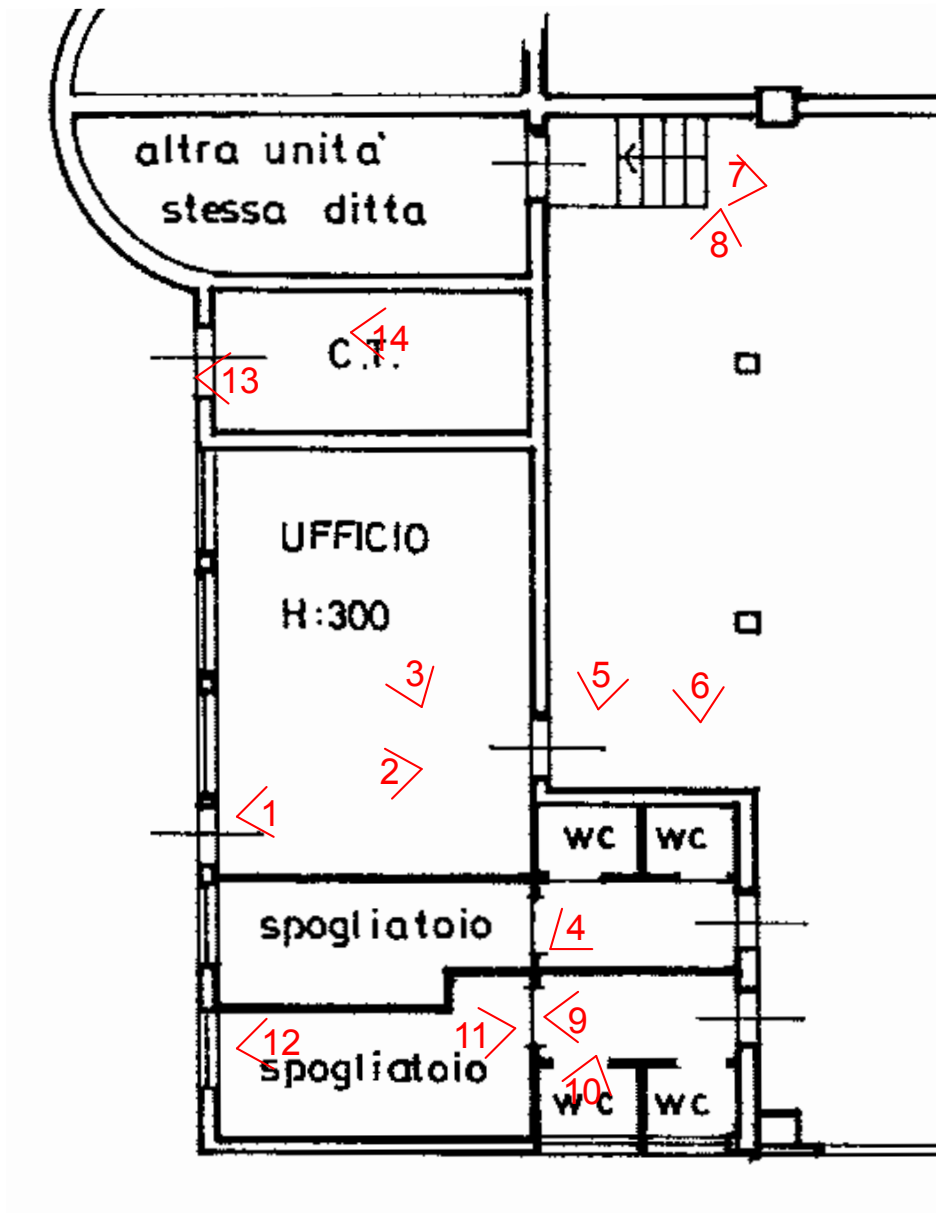 altra unita'
stessa ditta
7
8
C.T.
14
13
UFFICIO
H:300
3
5
6
2
1
wc
wc
spogliatoio
4
9
11
12
spogliatoio
10
wc
wc